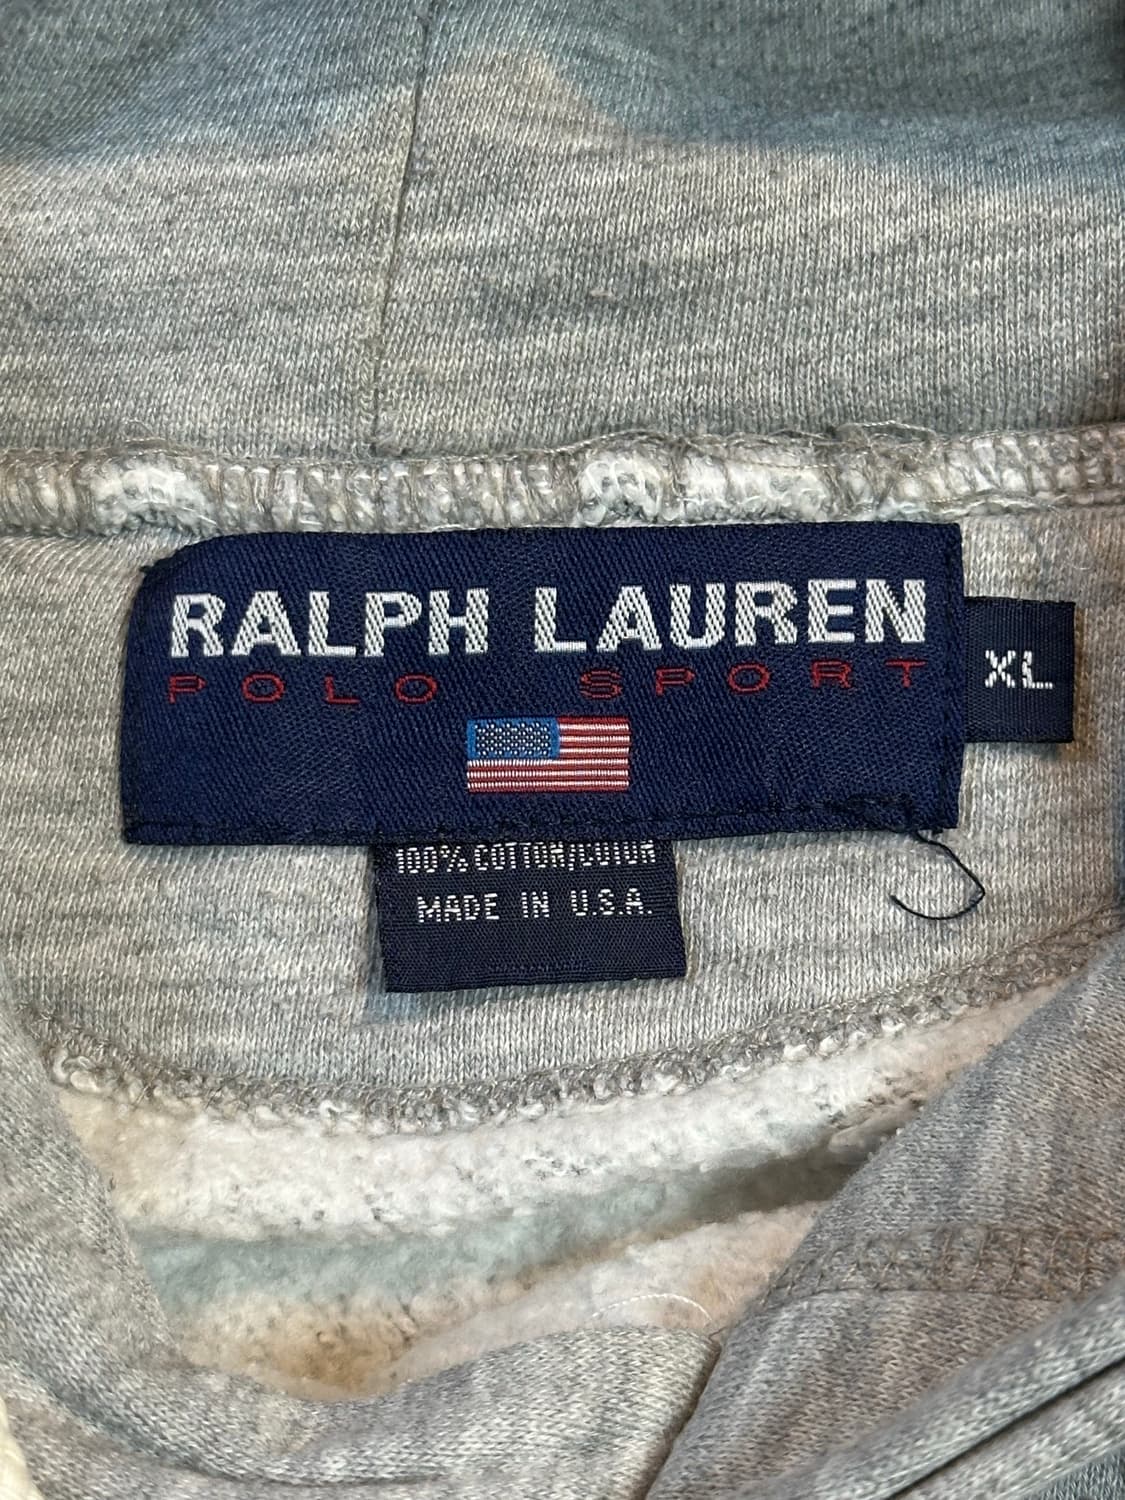 RALPH LAUREN
POLO SPORT
XL
100% COTTON/COTON
MADE IN U.S.A.